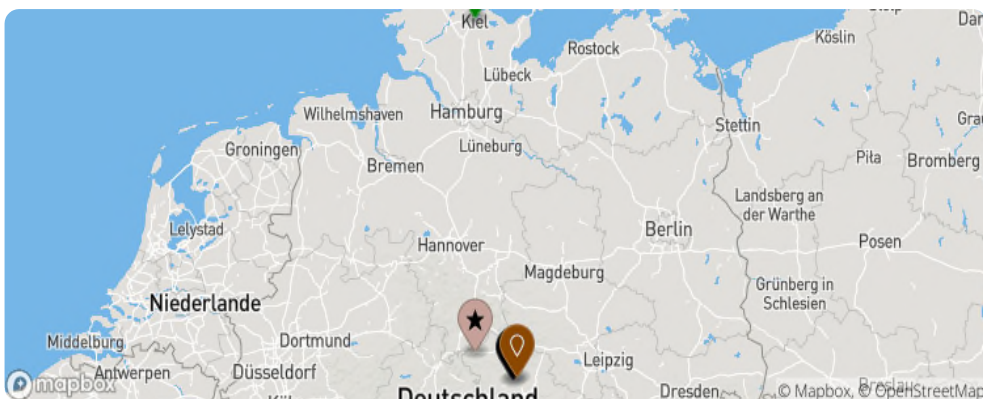 Kiel
Köslin
Rostock
Lübeck
Wilhelmshaven
Hamburg
Stettin
Groningen
Lüneburg
Bremen
Piła
Bromberg
Landsberg an
der Warthe
Lelystad
Hannover
Berlin
Posen
Magdeburg
Grünberg in
Schlesien
Niederlande
Middelburg
Dortmund
Leipzig
Antwerpen
Düsseldorf
Deutschland
Dresden
Breslau
mapbox
© Mapbox, © OpenStreetMap